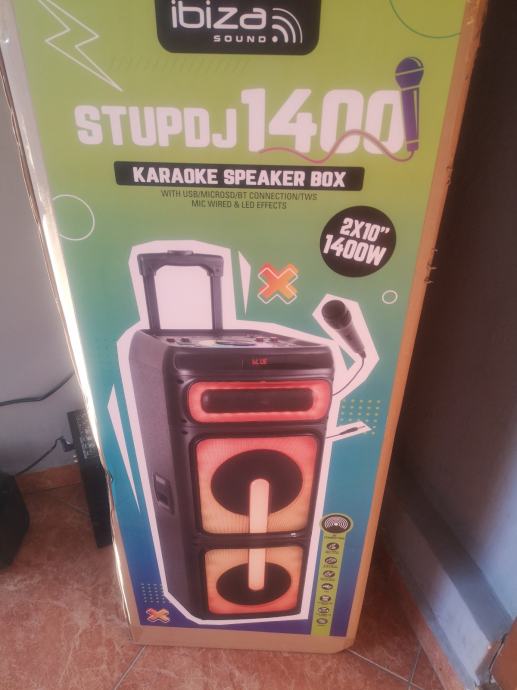 ibiza
SOUND
STUPDJ1400
KARAOKE SPEAKER BOX
WITH USB/MICROSD/BT CONNECTION/TWS
MIC WIRED & LED EFFECTS
2X10"
1400W